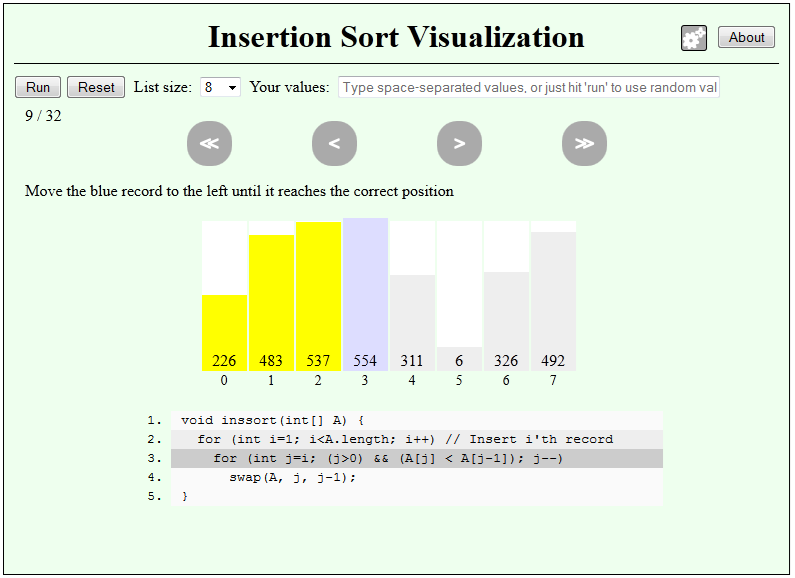 Insertion Sort Visualization
About
Run Reset List size: 8 Your values: Type space-separated values, or just hit 'run' to use random val
9 / 32
<< < > >>
Move the blue record to the left until it reaches the correct position
226 483 537 554 311 6 326 492
0 1 2 3 4 5 6 7
1. void inssort(int[] A) {
2. for (int i=1; i<A.length; i++) // Insert i'th record
3. for (int j=i; (j>0) && (A[j] < A[j-1]); j--)
4. swap(A, j, j-1);
5. }